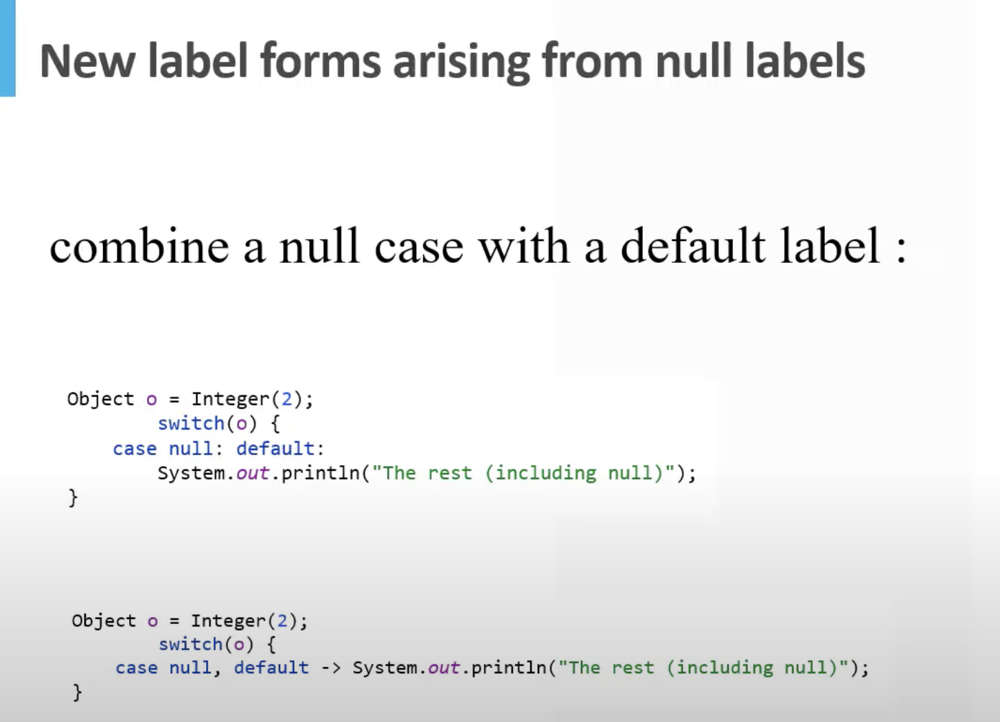 New label forms arising from null labels
combine a null case with a default label :
Object o = Integer(2);
switch(o) {
case null: default:
System.out.println("The rest (including null)");
}
Object o = Integer(2);
switch(o) {
case null, default -> System.out.println("The rest (including null)");
}